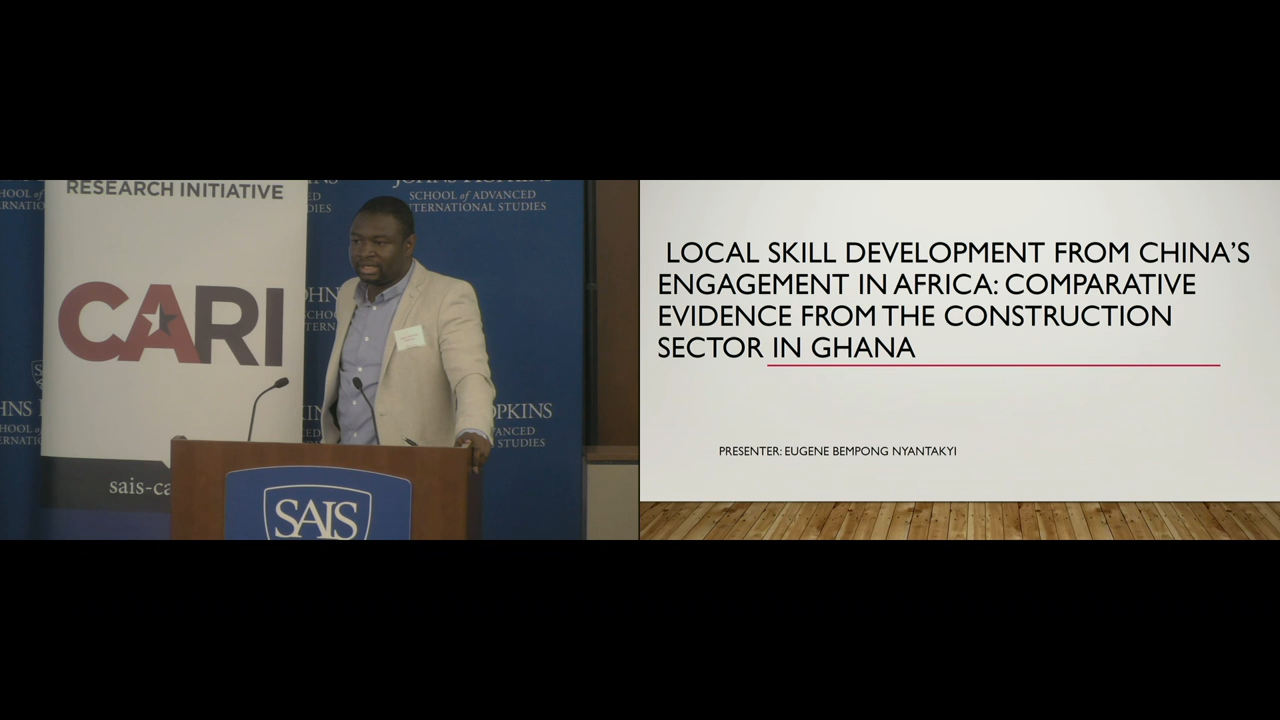 RESEARCH INITIATIVE
CARI
sais-ca
SAIS
SCHOOL of ADVANCED
INTERNATIONAL STUDIES
LOCAL SKILL DEVELOPMENT FROM CHINA'S
ENGAGEMENT IN AFRICA: COMPARATIVE
EVIDENCE FROM THE CONSTRUCTION
SECTOR IN GHANA
PRESENTER: EUGENE BEMPONG NYANTAKYI